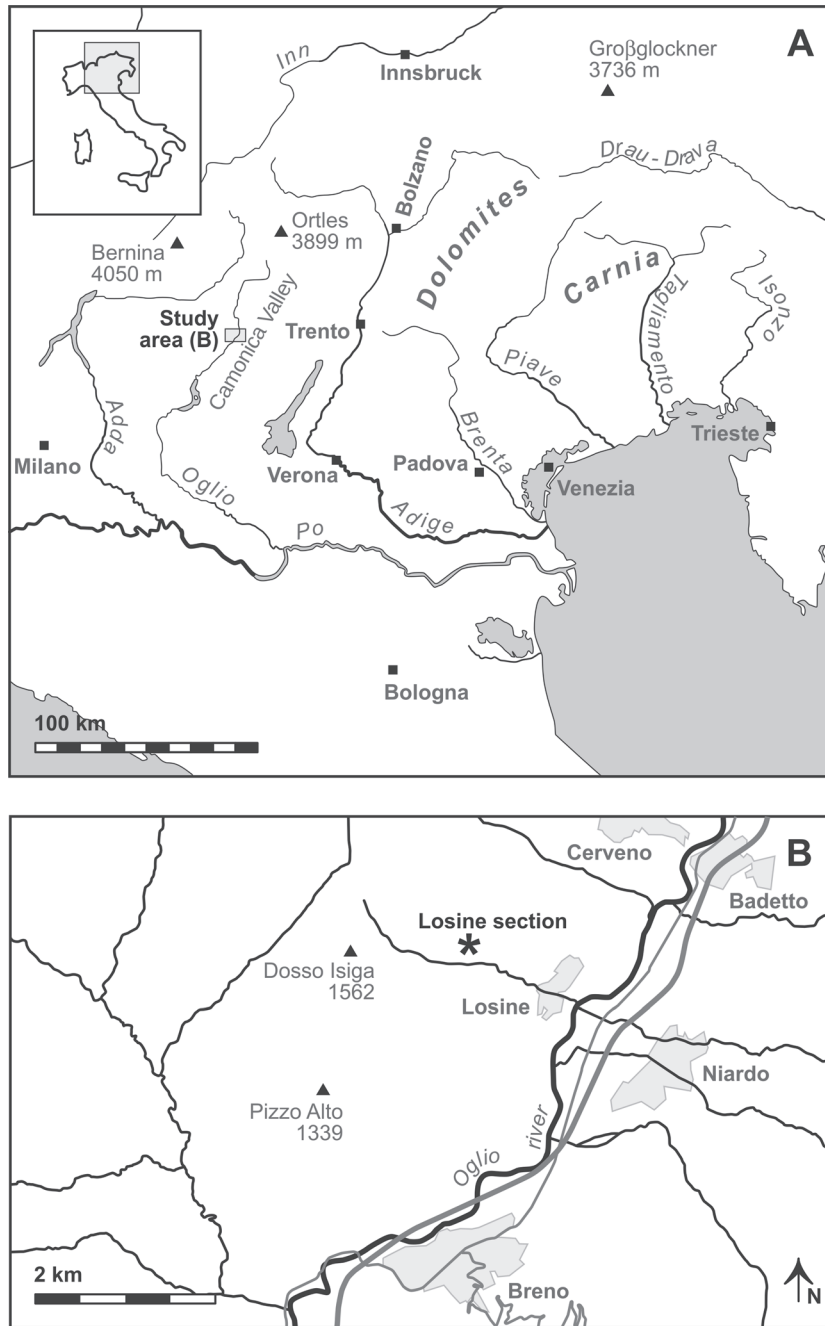 A
Inn
Innsbruck
Groβglockner
3736 m
Drau - Drava
Bolzano
Dolomites
Ortles
3899 m
Bernina
4050 m
Carnia
Tagliamento
Isonzo
Study
area (B)
Camonica Valley
Trento
Piave
Adda
Brenta
Trieste
Milano
Verona
Padova
Venezia
Oglio
Adige
Po
Bologna
100 km
B
Cerveno
Badetto
Losine section
*
Dosso Isiga
1562
Losine
Niardo
Pizzo Alto
1339
Oglio river
Breno
2 km
N